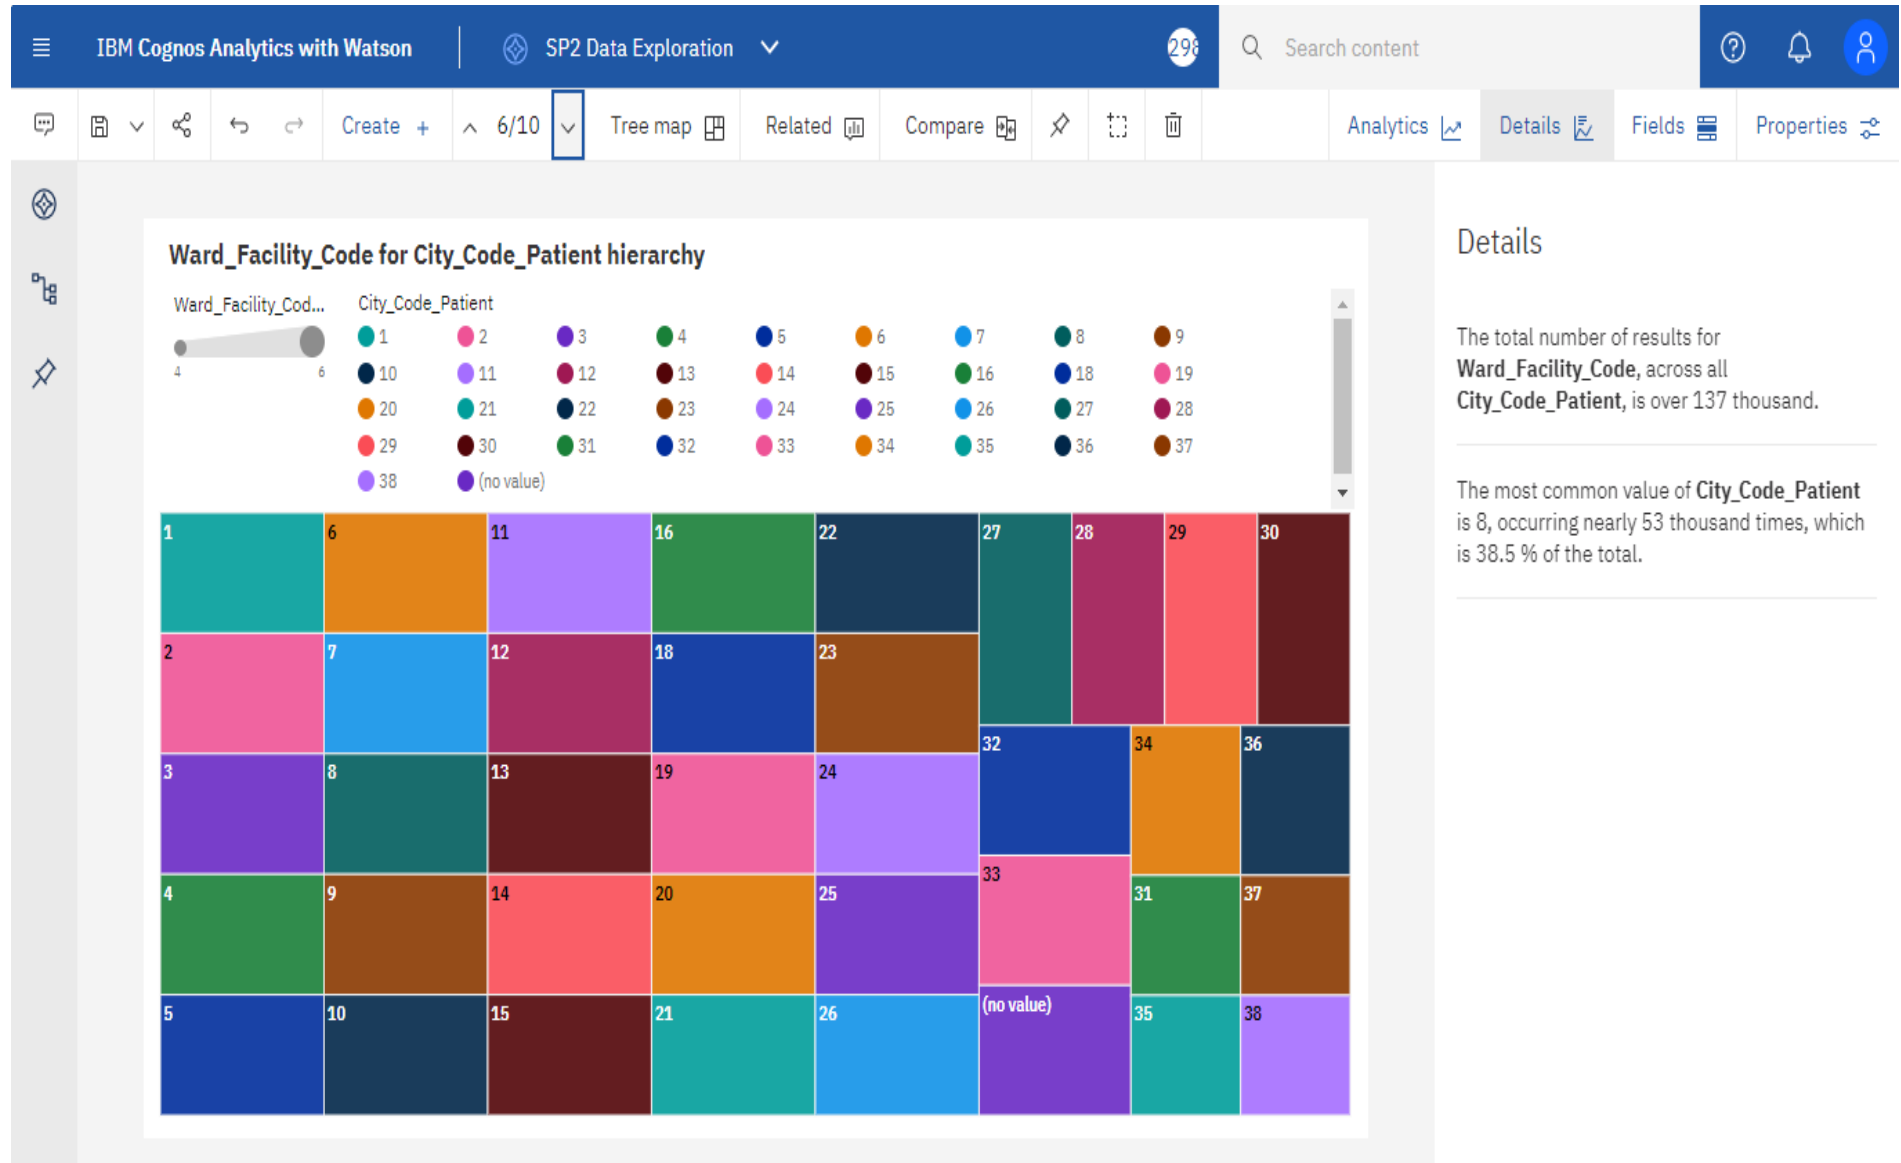 IBM Cognos Analytics with Watson SP2 Data Exploration 298 Search content
Create + 6/10 Tree map Related Compare Analytics Details Fields Properties
Ward_Facility_Code for City_Code_Patient hierarchy
Ward_Facility_Cod... City_Code_Patient
4 6
1 2 3 4 5 6 7 8 9
10 11 12 13 14 15 16 18 19
20 21 22 23 24 25 26 27 28
29 30 31 32 33 34 35 36 37
38 (no value)
1 6 11 16 22 27 28 29 30
2 7 12 18 23
32 34 36
3 8 13 19 24
33
4 9 14 20 25 31 37
(no value)
5 10 15 21 26 35 38
Details
The total number of results for
Ward_Facility_Code, across all
City_Code_Patient, is over 137 thousand.
The most common value of City_Code_Patient
is 8, occurring nearly 53 thousand times, which
is 38.5 % of the total.